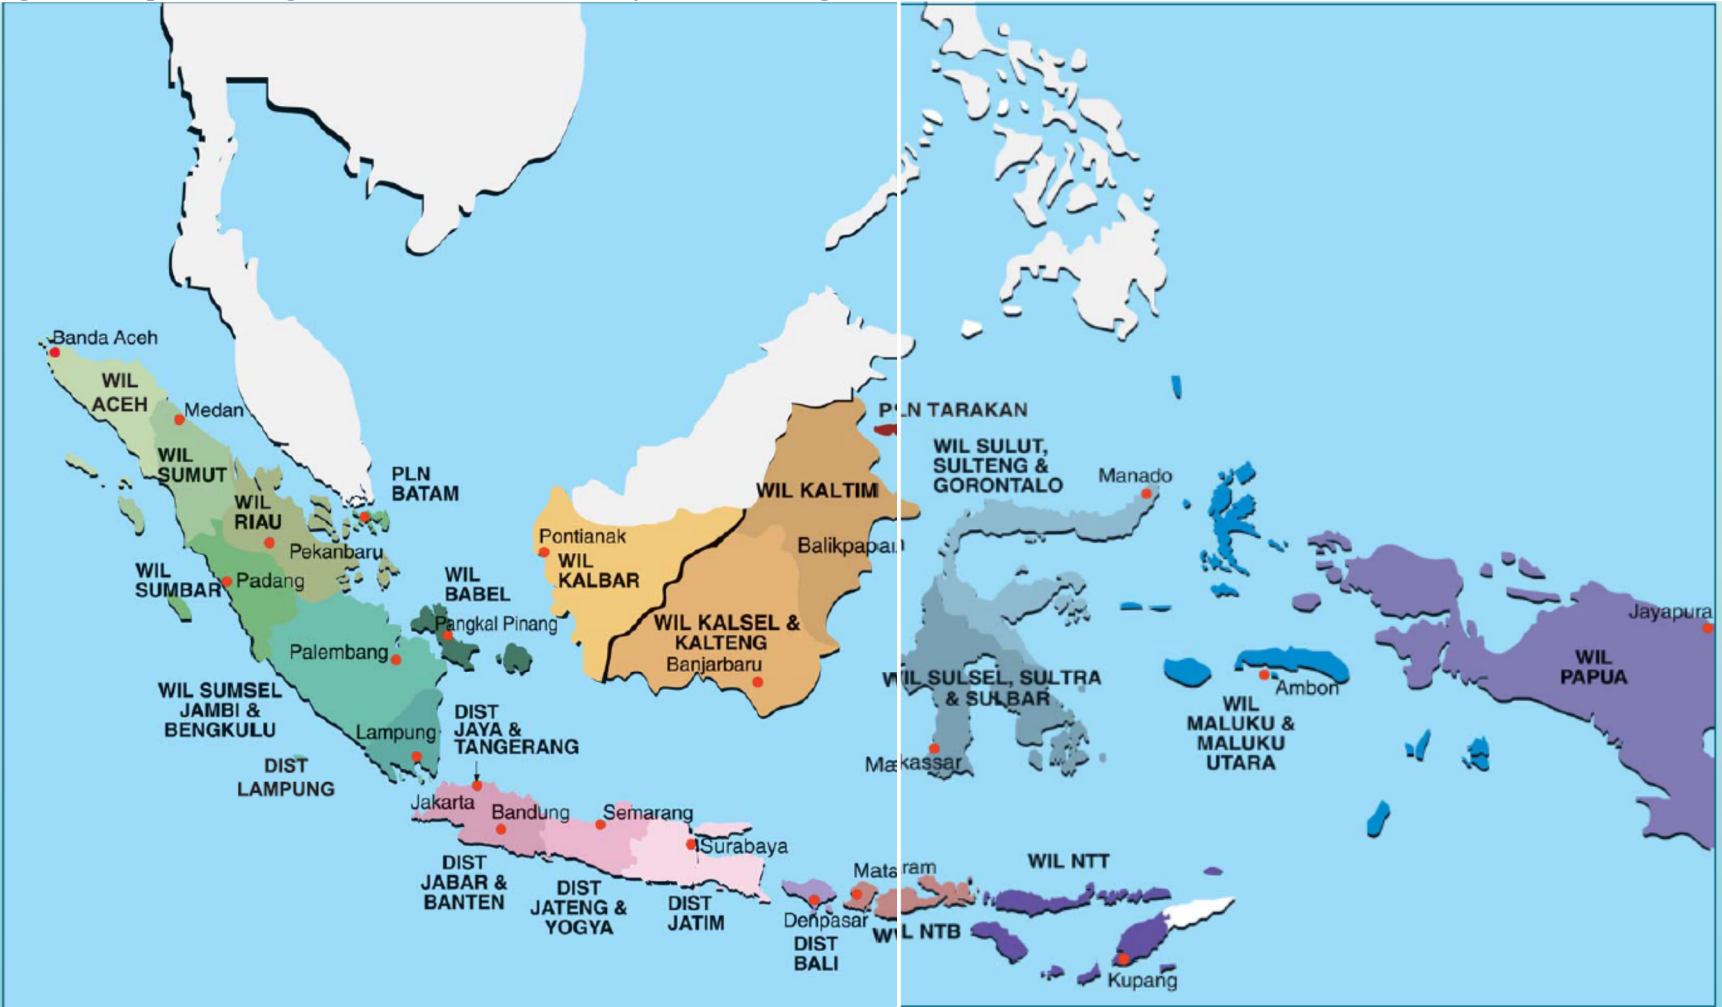 Banda Aceh
WIL
ACEH
Medan
WIL
SUMUT
PLN
BATAM
WIL
RIAU
Pekanbaru
WIL
SUMBAR
Padang
WIL
BABEL
Pangkal Pinang
Palembang
WIL SUMSEL
JAMBI &
BENGKULU
Lampung
DIST
LAMPUNG
DIST
JAYA &
TANGERANG
Jakarta
Bandung
Semarang
Surabaya
DIST
JABAR &
BANTEN
DIST
JATENG &
YOGYA
DIST
JATIM
Denpasar
DIST
BALI
Mataram
WIL NTB
WIL NTT
Kupang
Pontianak
WIL
KALBAR
WIL KALTIM
Balikpapan
WIL KALSEL &
KALTENG
Banjarbaru
PLN TARAKAN
WIL SULUT,
SULTENG &
GORONTALO
Manado
WIL SULSEL, SULTRA
& SULBAR
Makassar
Ambon
WIL
MALUKU &
MALUKU
UTARA
Jayapura
WIL
PAPUA